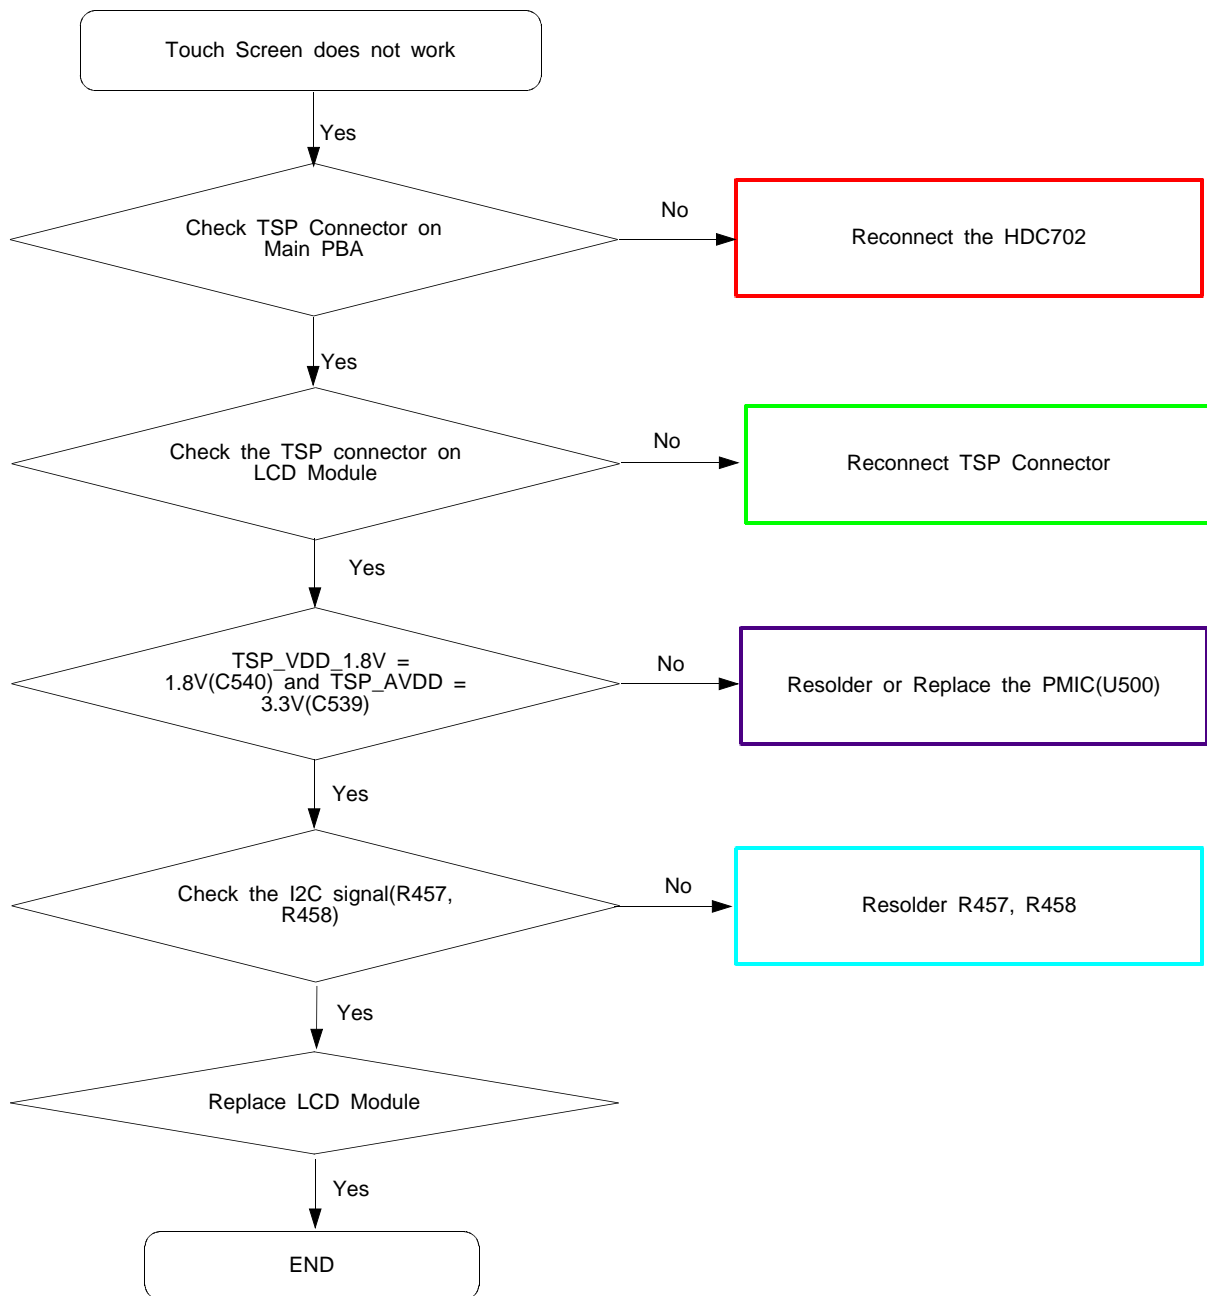 Touch Screen does not work
Yes
Check TSP Connector on
Main PBA
No
Reconnect the HDC702
Yes
Check the TSP connector on
LCD Module
No
Reconnect TSP Connector
Yes
TSP_VDD_1.8V =
1.8V(C540) and TSP_AVDD =
3.3V(C539)
No
Resolder or Replace the PMIC(U500)
Yes
Check the I2C signal(R457,
R458)
No
Resolder R457, R458
Yes
Replace LCD Module
Yes
END